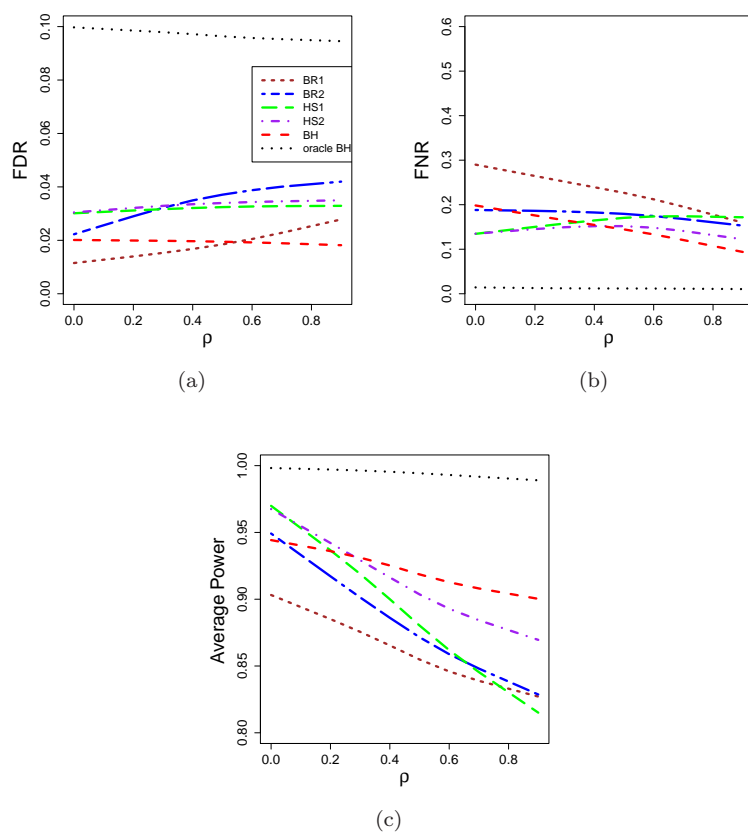 FDR
0.00 0.02 0.04 0.06 0.08 0.10
BR1
BR2
HS1
HS2
BH
oracle BH
0.0 0.2 0.4 0.6 0.8
ρ
(a)
FNR
0.0 0.1 0.2 0.3 0.4 0.5 0.6
0.0 0.2 0.4 0.6 0.8
ρ
(b)
Average Power
0.80 0.85 0.90 0.95 1.00
0.0 0.2 0.4 0.6 0.8
ρ
(c)